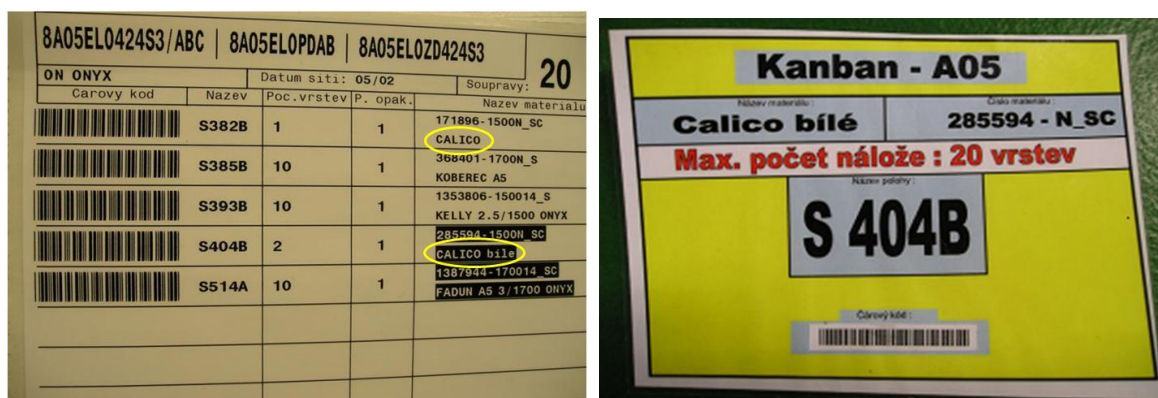 8A05EL0424S3/ABC | 8A05EL0PDAB | 8A05EL0ZD424S3
ON ONYX Datum siti: 05/02 Soupravy: 20
Carovy kod Nazev Poc.vrstev P. opak. Nazev materialu
S382B 1 1 171896-1500N_SC
CALICO
S385B 10 1 368401-1700N_S
KOBEREC A5
S393B 10 1 1353806-150014_S
KELLY 2.5/1500 ONYX
S404B 2 1 285594-1500N_SC
CALICO bile
S514A 10 1 1387944-170014_SC
FADUN A5 3/1700 ONYX
Kanban - A05
Název materiálu : Číslo materiálu :
Calico bílé 285594 - N_SC
Max. počet nálože : 20 vrstev
Název polohy :
S 404B
Čárový kód :